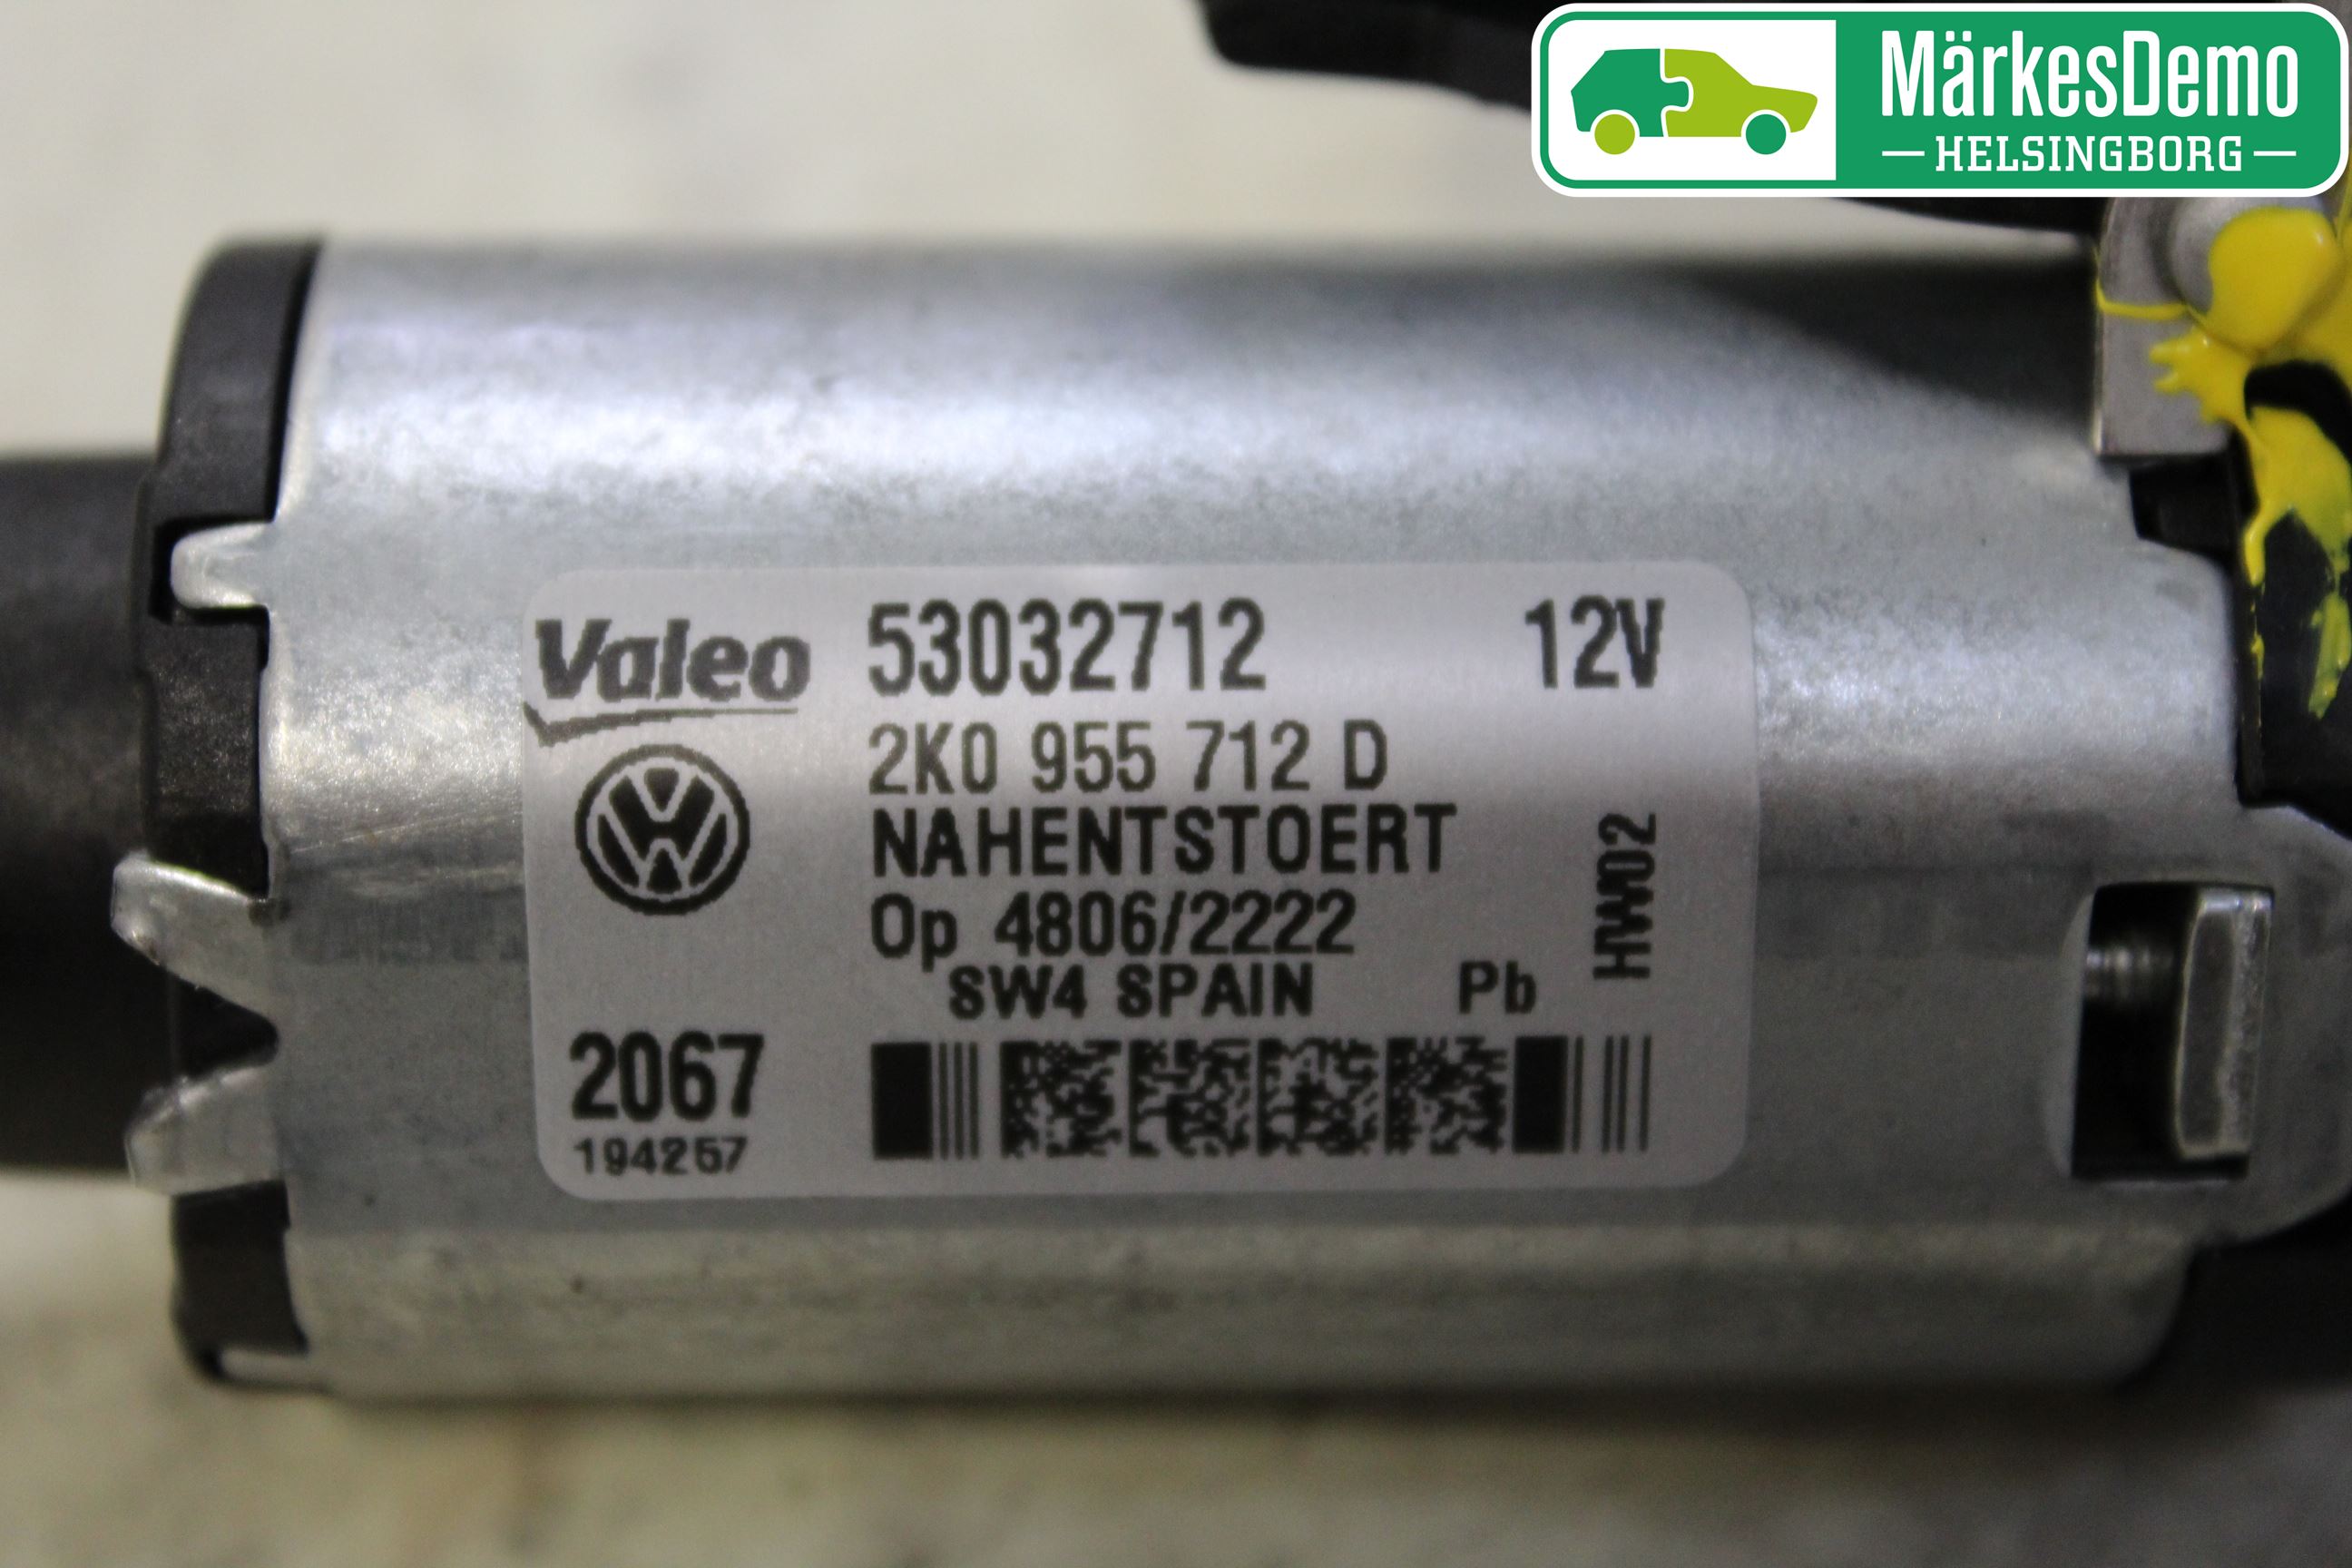 MärkesDemo
HELSINGBORG
Valeo 53032712 12V
2K0 955 712 D
NAHENTSTOERT
Op 4806/2222
HW02
SW4 SPAIN Pb
2067
194257